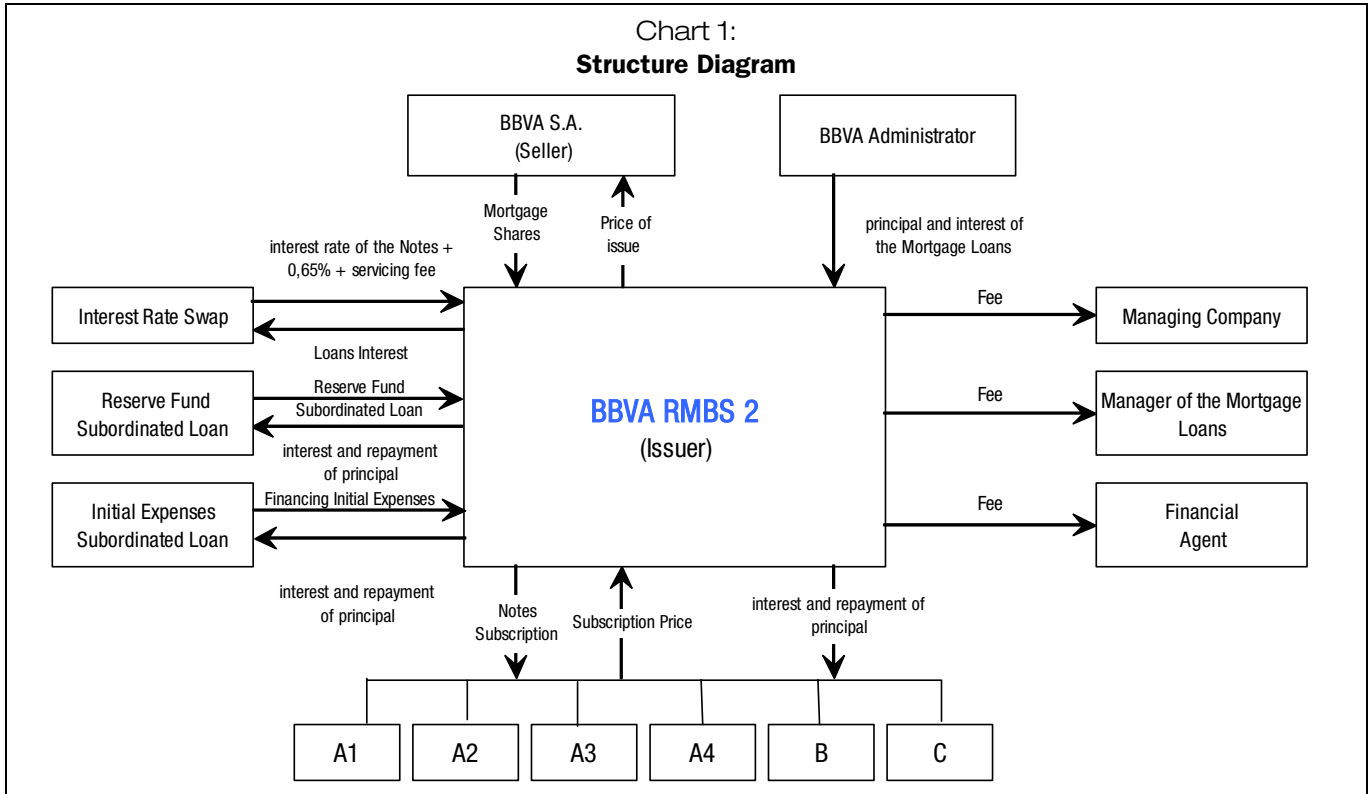 Chart 1:
Structure Diagram
BBVA S.A.
(Seller)
BBVA Administrator
Mortgage
Shares
Price of
issue
principal and interest of
the Mortgage Loans
interest rate of the Notes +
0,65% + servicing fee
Interest Rate Swap
Loans Interest
Reserve Fund
Subordinated Loan
Reserve Fund
Subordinated Loan
interest and repayment
of principal
Financing Initial Expenses
Initial Expenses
Subordinated Loan
interest and repayment
of principal
BBVA RMBS 2
(Issuer)
Fee
Managing Company
Fee
Manager of the Mortgage
Loans
Fee
Financial
Agent
Notes
Subscription
Subscription Price
interest and repayment of
principal
A1
A2
A3
A4
B
C